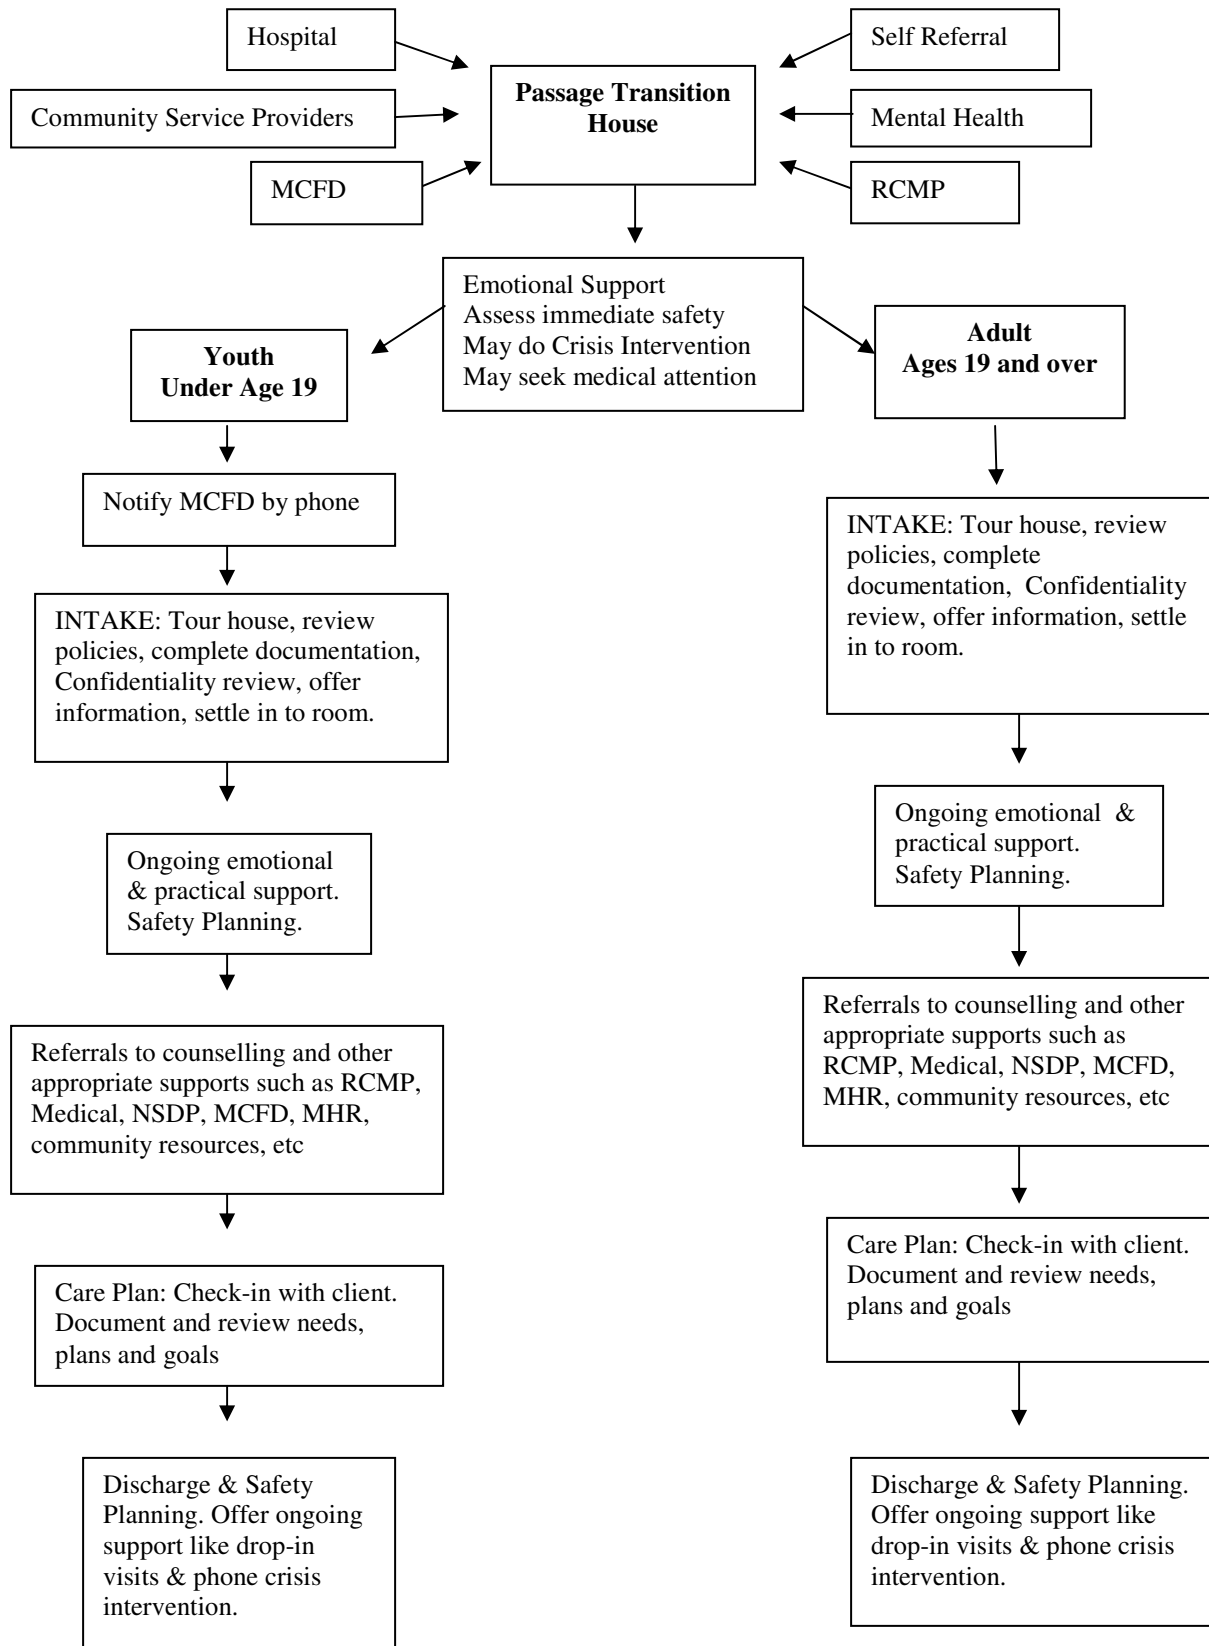 Hospital
Self Referral
Passage Transition
House
Community Service Providers
Mental Health
MCFD
RCMP
Emotional Support
Assess immediate safety
May do Crisis Intervention
May seek medical attention
Youth
Under Age 19
Adult
Ages 19 and over
Notify MCFD by phone
INTAKE: Tour house, review
policies, complete documentation,
Confidentiality review, offer
information, settle in to room.
Ongoing emotional
& practical support.
Safety Planning.
Referrals to counselling and other
appropriate supports such as RCMP,
Medical, NSDP, MCFD, MHR,
community resources, etc
Care Plan: Check-in with client.
Document and review needs,
plans and goals
Discharge & Safety
Planning. Offer ongoing
support like drop-in
visits & phone crisis
intervention.
INTAKE: Tour house, review
policies, complete
documentation,  Confidentiality
review, offer information, settle
in to room.
Ongoing emotional  &
practical support.
Safety Planning.
Referrals to counselling and other
appropriate supports such as
RCMP, Medical, NSDP, MCFD,
MHR, community resources, etc
Care Plan: Check-in with client.
Document and review needs,
plans and goals
Discharge & Safety Planning.
Offer ongoing support like
drop-in visits & phone crisis
intervention.